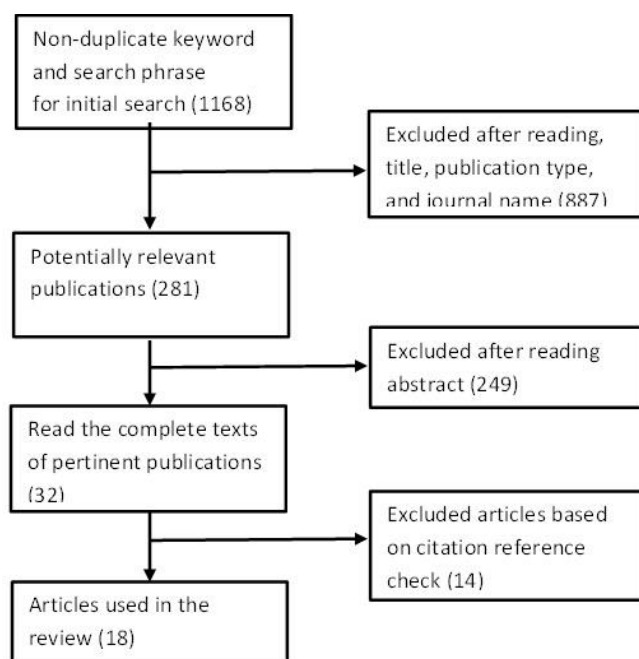 Non-duplicate keyword
and search phrase
for initial search (1168)
Excluded after reading,
title, publication type,
and journal name (887)
Potentially relevant
publications (281)
Excluded after reading
abstract (249)
Read the complete texts
of pertinent publications
(32)
Excluded articles based
on citation reference
check (14)
Articles used in the
review (18)